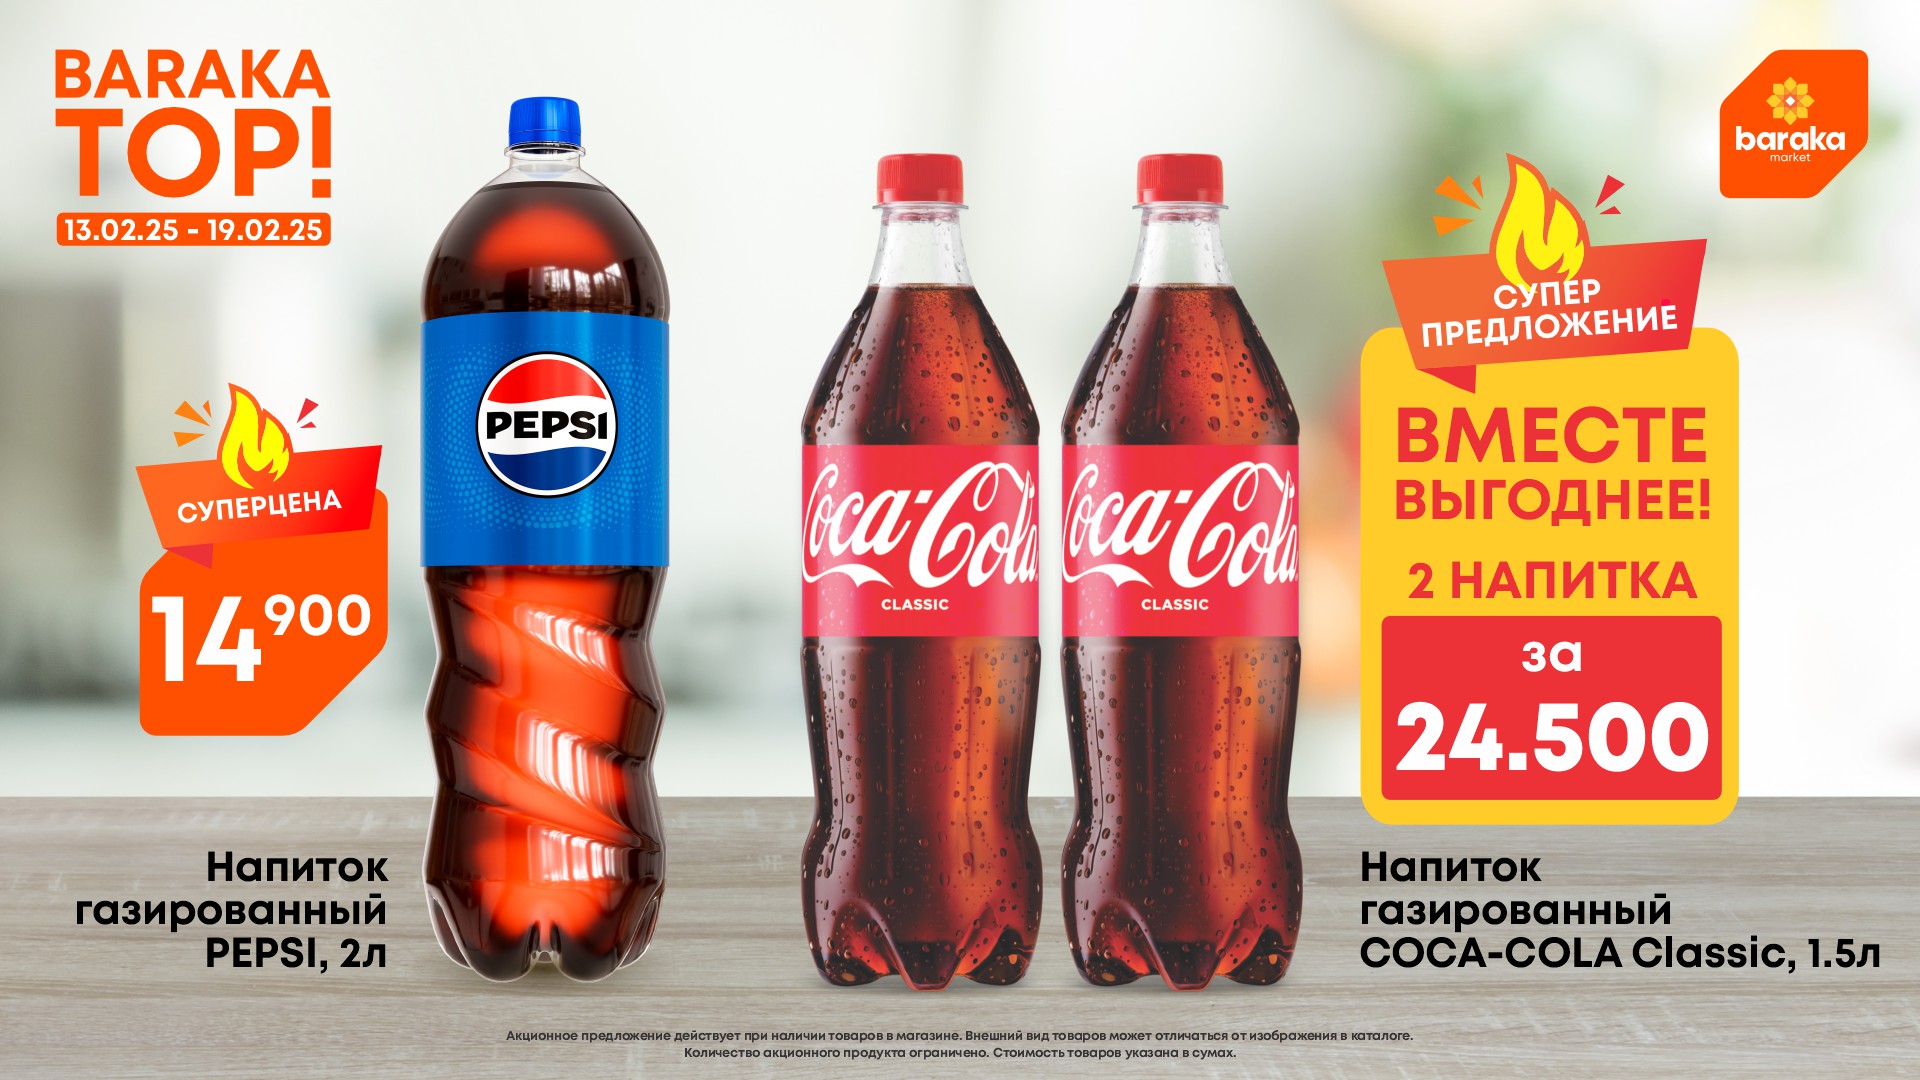 BARAKA
TOP!
13.02.25 - 19.02.25
baraka
market
СУПЕРЦЕНА
14900
PEPSI
Напиток
газированный
PEPSI, 2л
Coca-Cola
CLASSIC
Coca-Cola
CLASSIC
СУПЕР
ПРЕДЛОЖЕНИЕ
ВМЕСТЕ
ВЫГОДНЕЕ!
2 НАПИТКА
за
24.500
Напиток
газированный
COCA-COLA Classic, 1.5л
Акционное предложение действует при наличии товаров в магазине. Внешний вид товаров может отличаться от изображения в каталоге.
Количество акционного продукта ограничено. Стоимость товаров указана в сумах.